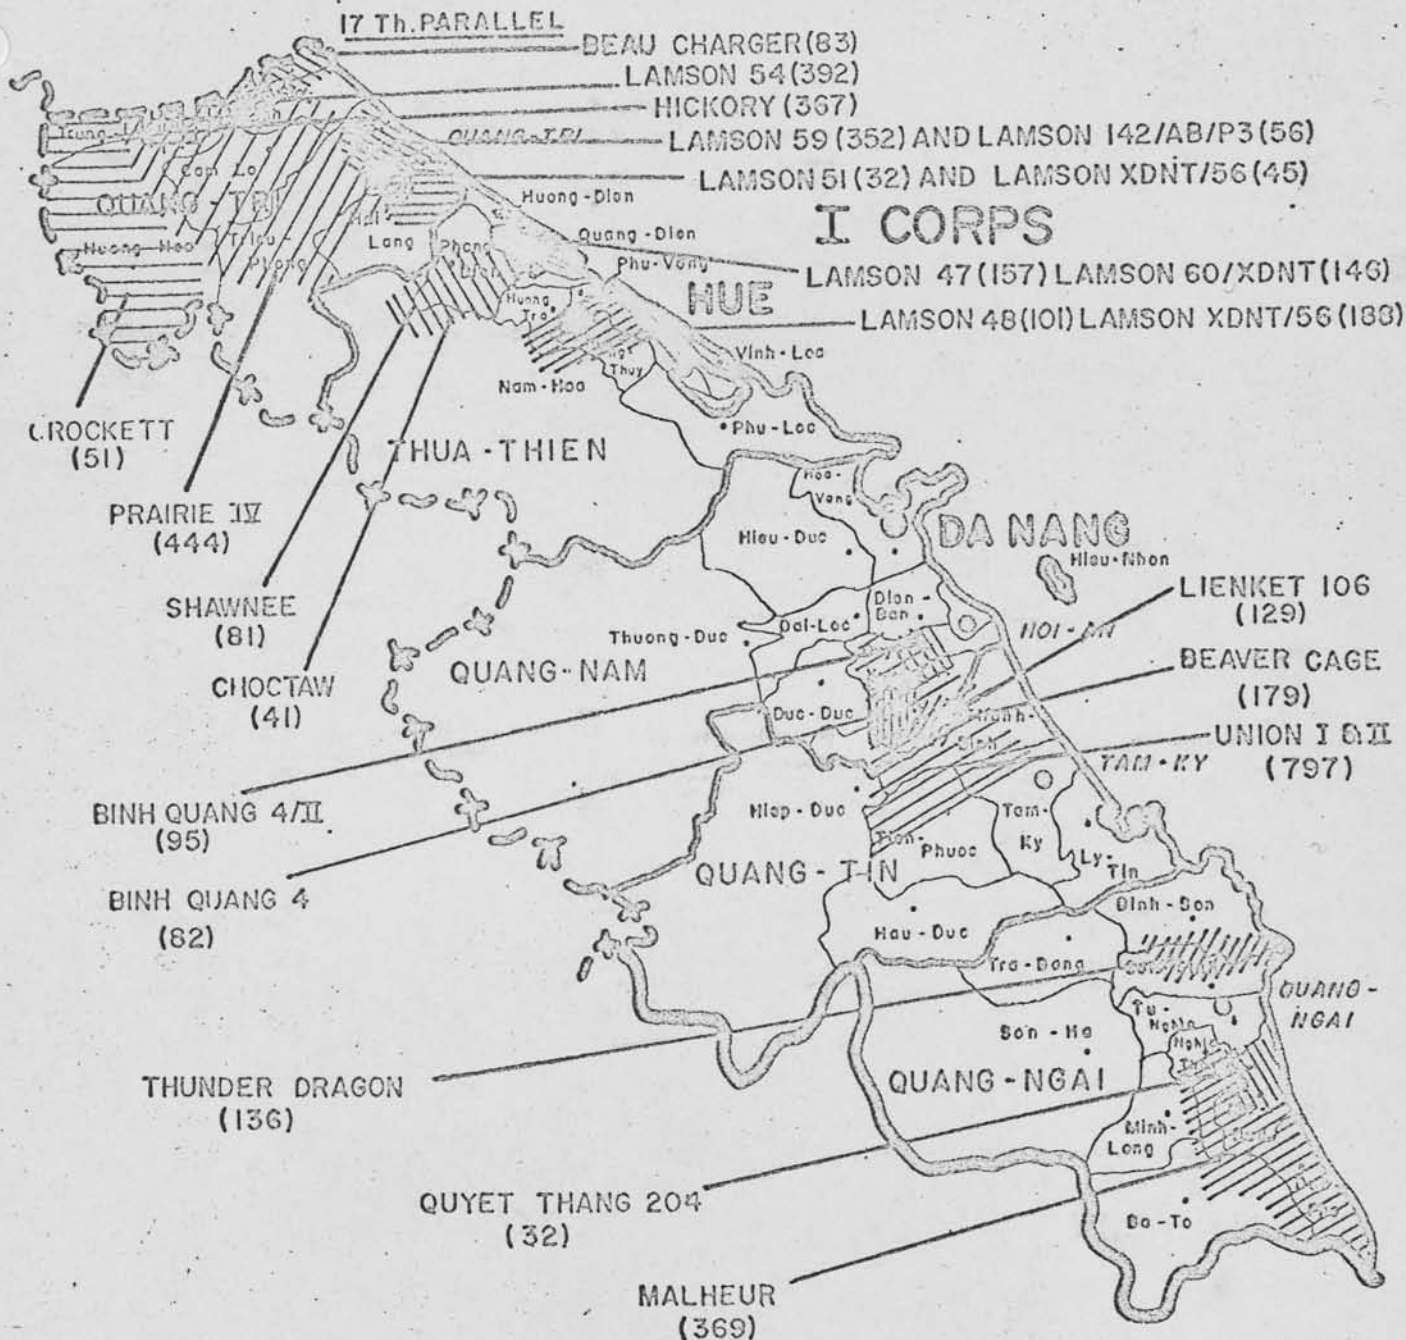 17 Th. PARALLEL
BEAU CHARGER (83)
LAMSON 54 (392)
HICKORY (367)
QUANG-TRI
LAMSON 59 (352) AND LAMSON 142/AB/P3 (56)
LAMSON 51 (32) AND LAMSON XDNT/56 (45)
Cam Lo
QUANG-TRI
Huong-Dien
I CORPS
Huong-Hoa
Trieu-
Phong
Hai
Lang
Phong
Quang-Dien
Phu-Vang
LAMSON 47 (157) LAMSON 60/XDNT (146)
HUE
Huong
Tra
LAMSON 48 (101) LAMSON XDNT/56 (188)
Thuy
Vinh-Loc
Nam-Hoa
CROCKETT
(51)
Phu-Loc
THUA-THIEN
Hoa-
Vang
PRAIRIE IV
(444)
Hieu-Duc
DA NANG
Hieu-Nhon
SHAWNEE
(81)
LIENKET 106
(129)
Dien-
Ban
Dai-Loc
Thuong-Duc
HOI-AN
QUANG-NAM
CHOCTAW
(41)
BEAVER CAGE
(179)
Duc-Duc
UNION I & II
(797)
TAM-KY
BINH QUANG 4/II
(95)
Hiep-Duc
Tien-
Phuoc
Tam-
Ky
Ly-
Tin
QUANG-TIN
BINH QUANG 4
(82)
Binh-Son
Hau-Duc
Tra-Bong
QUANG-
NGAI
Tu-
Nghia
Son-Ha
Nghia
THUNDER DRAGON
(136)
QUANG-NGAI
Minh-
Long
QUYET THANG 204
(32)
Ba-To
MALHEUR
(369)